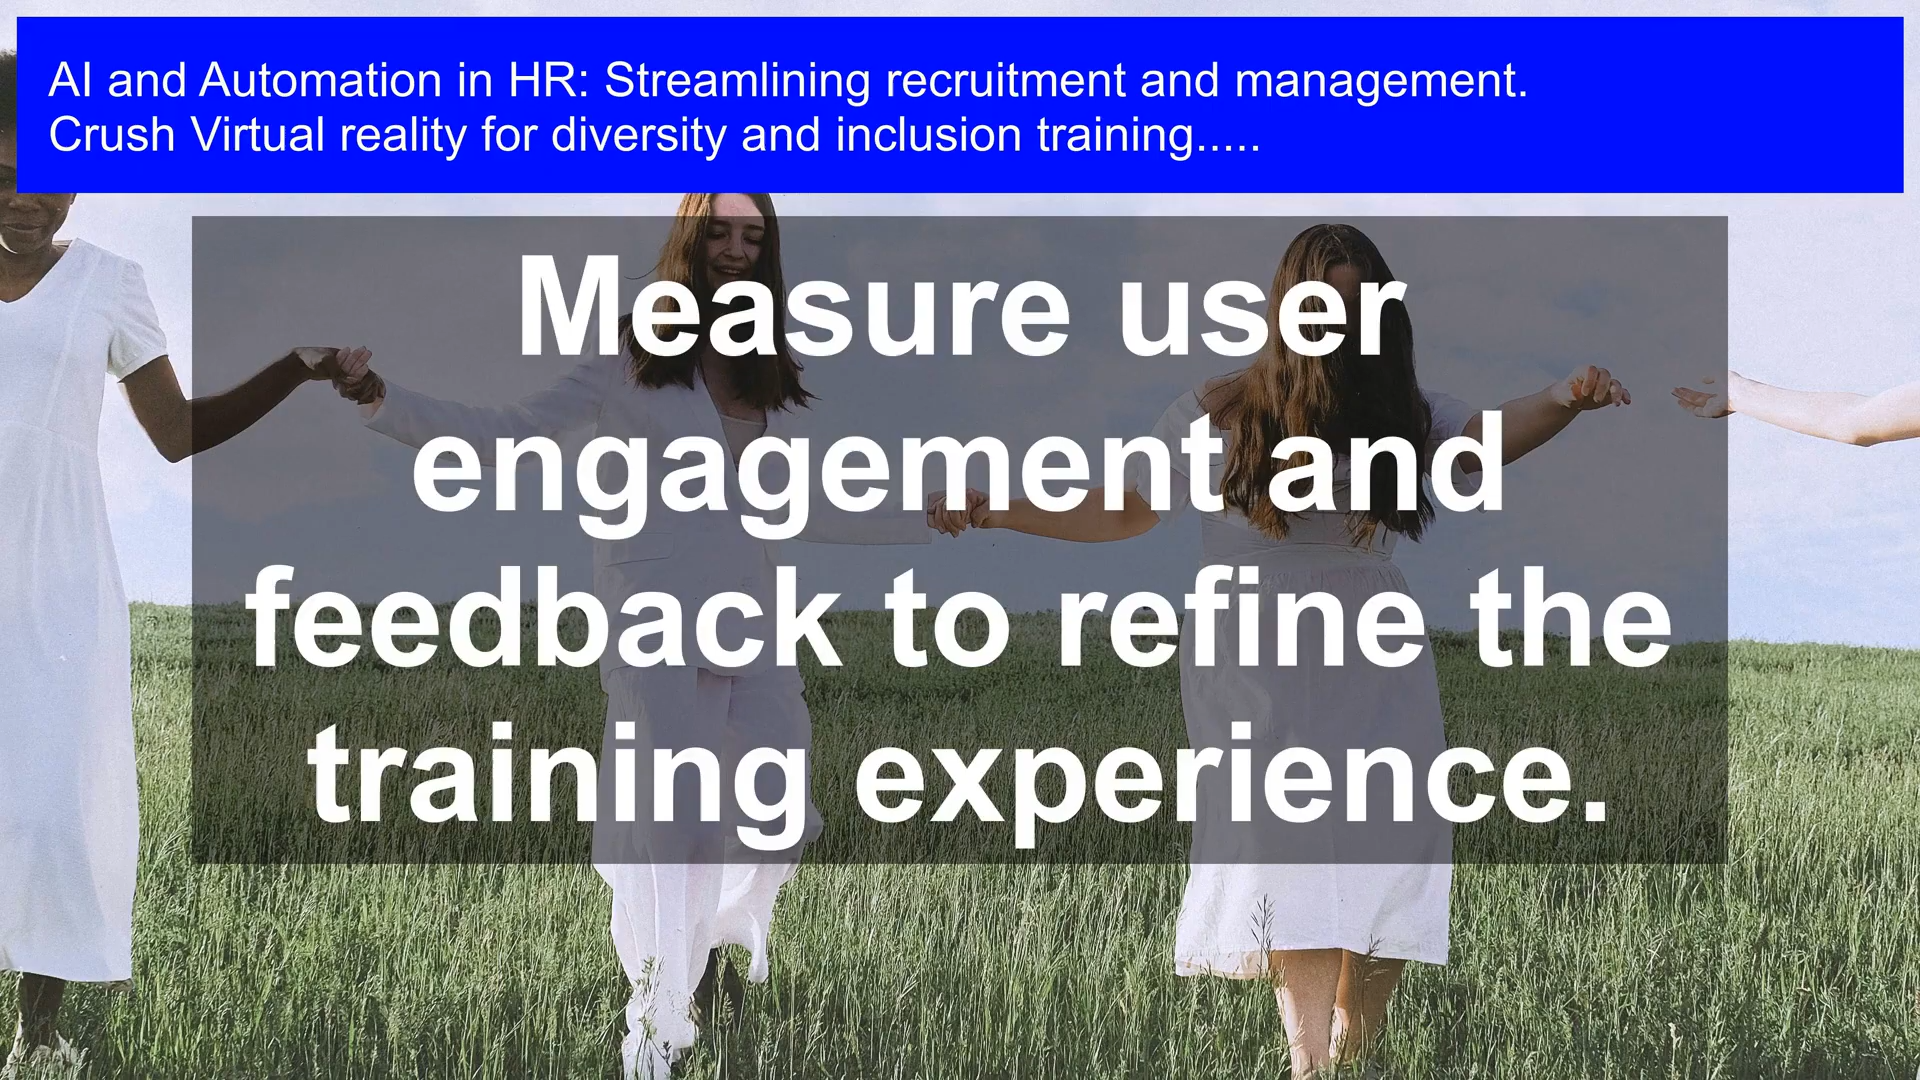 AI and Automation in HR: Streamlining recruitment and management.
Crush Virtual reality for diversity and inclusion training.....
Measure user
engagement and
feedback to refine the
training experience.